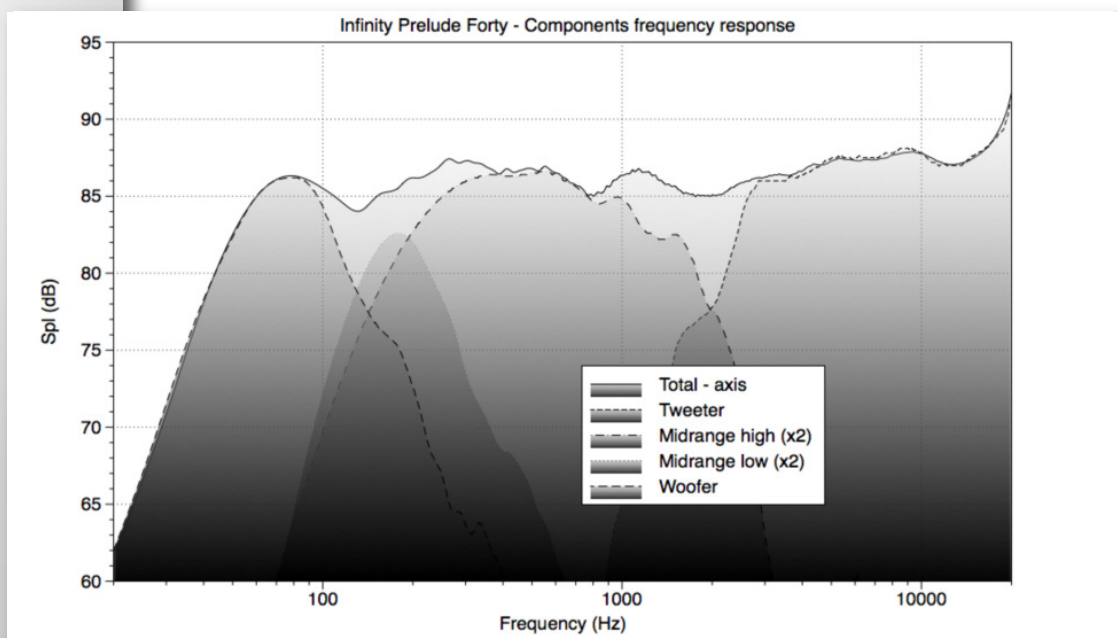 Infinity Prelude Forty - Components frequency response
95
90
85
80
75
70
65
60
Spl (dB)
Total - axis
Tweeter
Midrange high (x2)
Midrange low (x2)
Woofer
100
1000
10000
Frequency (Hz)